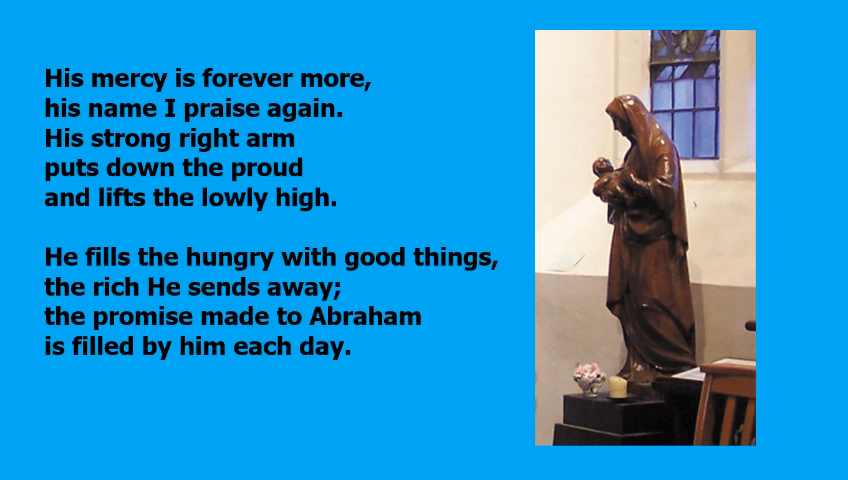 His mercy is forever more,
his name I praise again.
His strong right arm
puts down the proud
and lifts the lowly high.
He fills the hungry with good things,
the rich He sends away;
the promise made to Abraham
is filled by him each day.